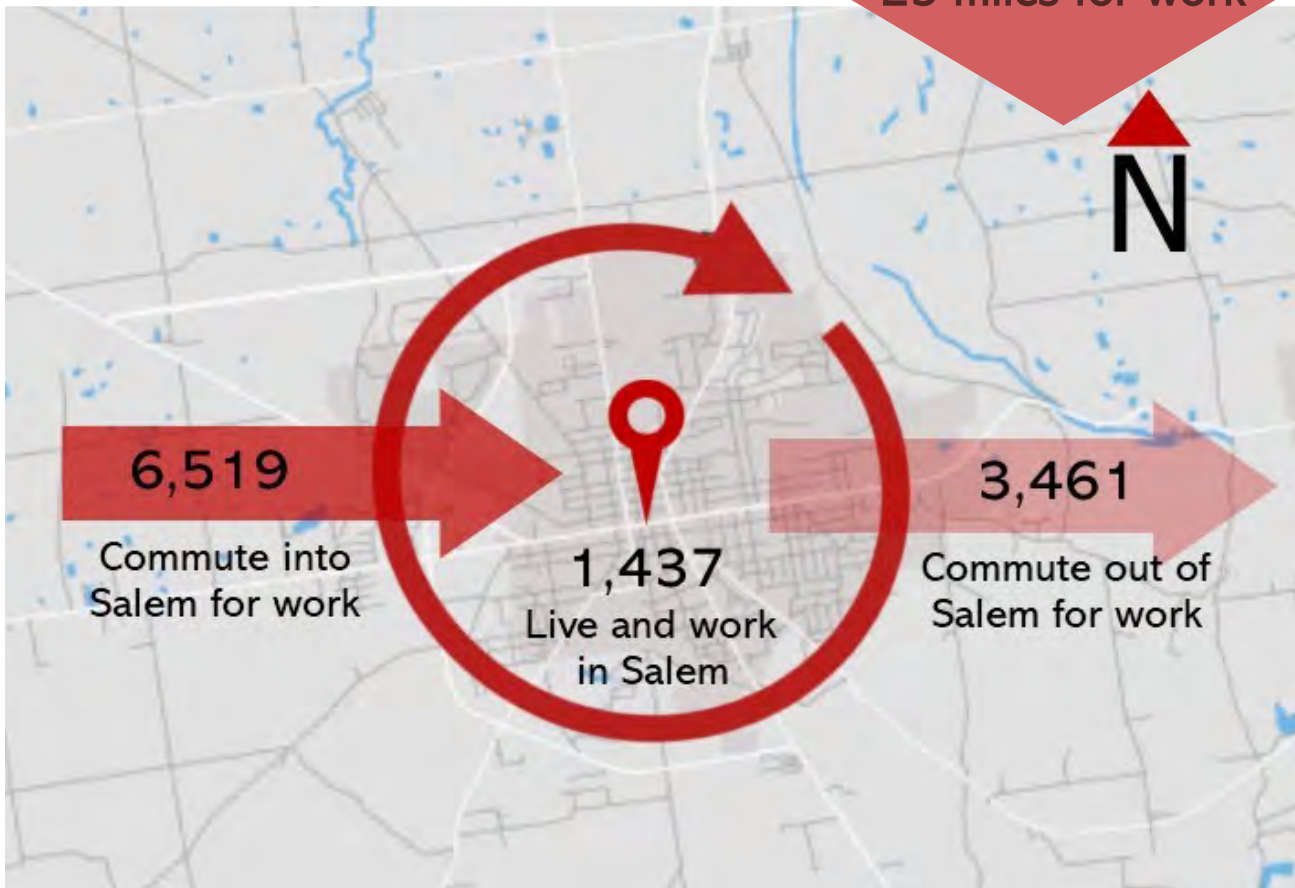 miles for work
N
6,519
Commute into
Salem for work
1,437
Live and work
in Salem
3,461
Commute out of
Salem for work